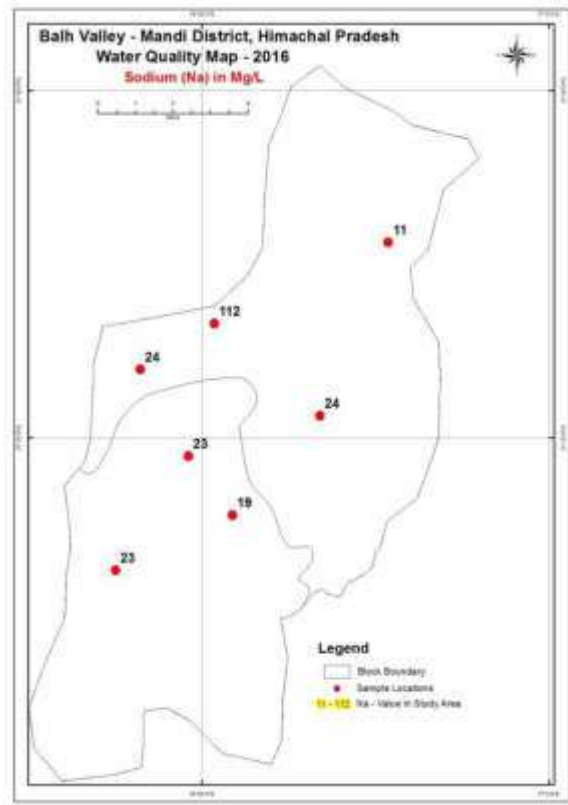 Balh Valley - Mandi District, Himachal Pradesh
Water Quality Map - 2016
Sodium (Na) in Mg/L
11
112
24
24
23
19
23
Legend
Block Boundary
Sample Locations
11 - 112 Na - Value in Study Area